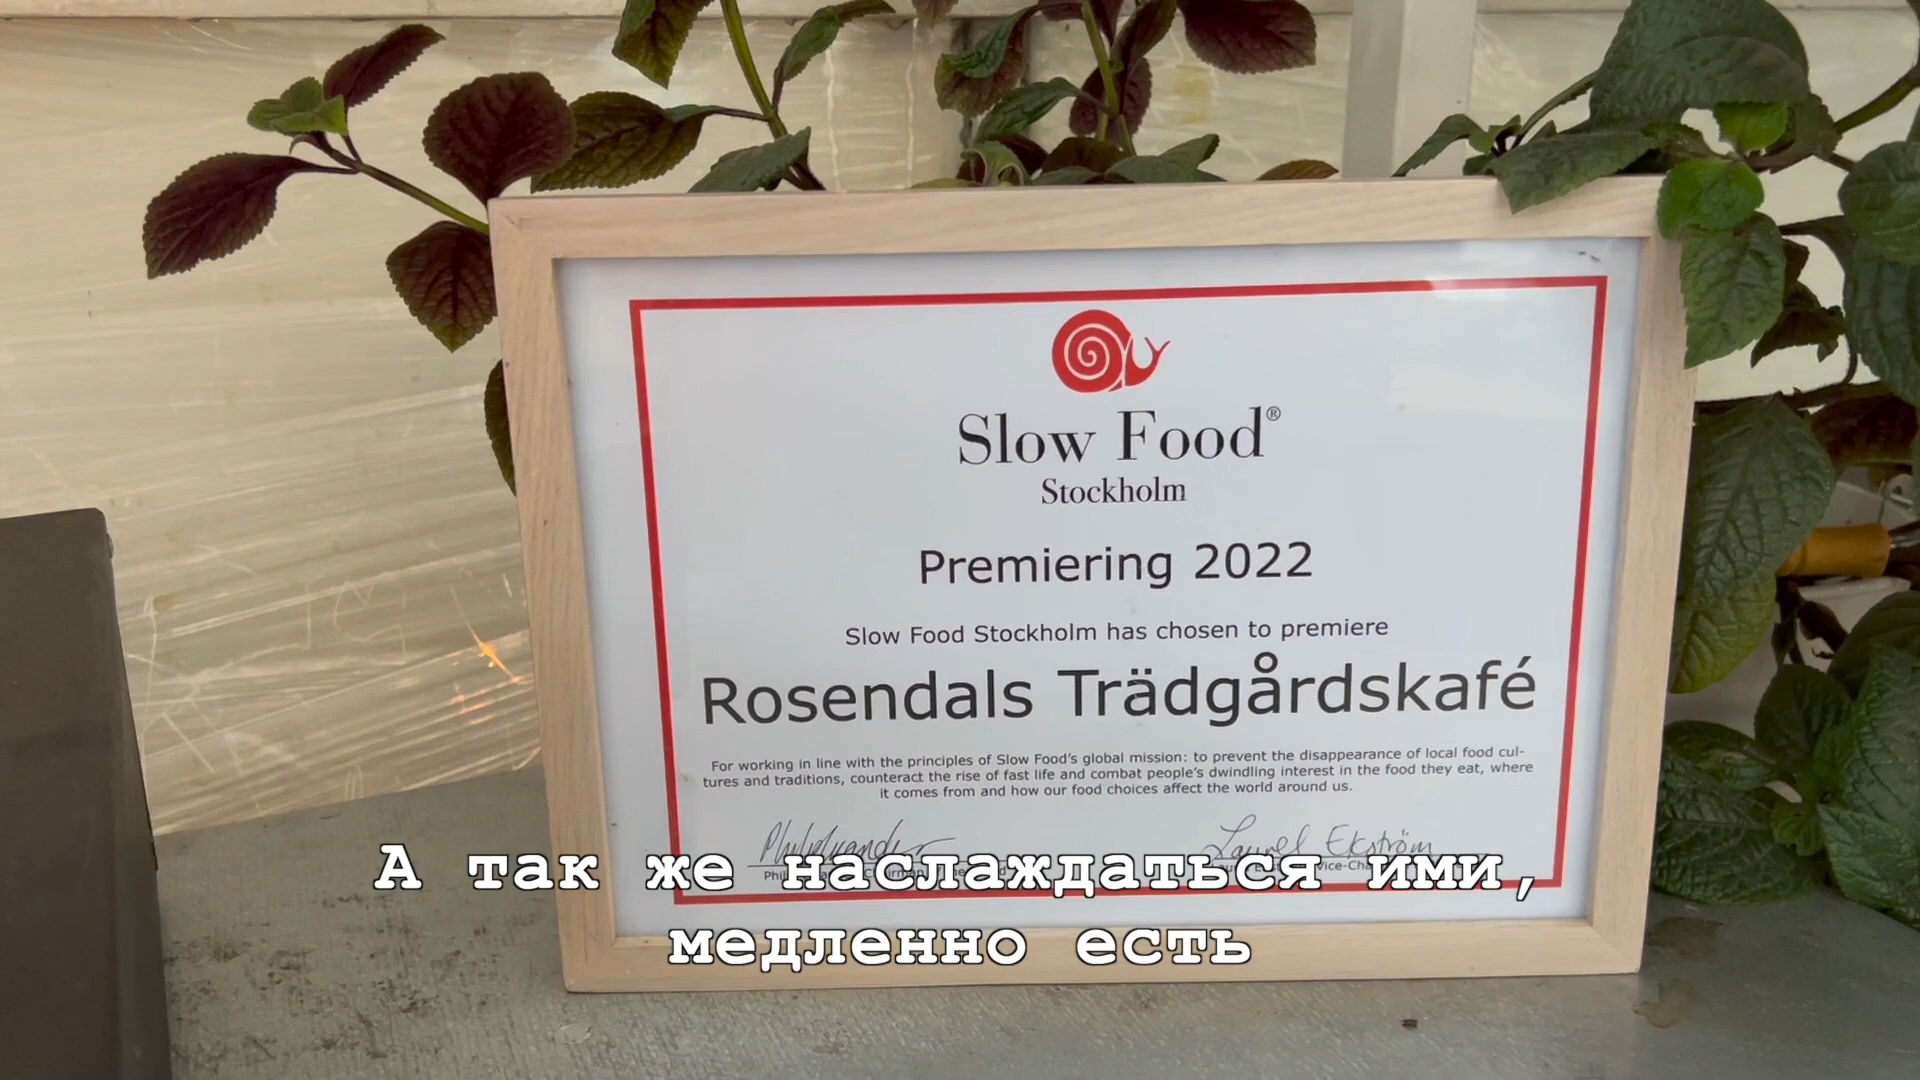 Slow Food®
Stockholm
Premiering 2022
Slow Food Stockholm has chosen to premiere
Rosendals Trädgårdskafé
For working in line with the principles of Slow Food's global mission: to prevent the disappearance of local food cul-
tures and traditions, counteract the rise of fast life and combat people's dwindling interest in the food they eat, where
it comes from and how our food choices affect the world around us.
Laurel Ekström
А так же наслаждаться ими,
медленно есть